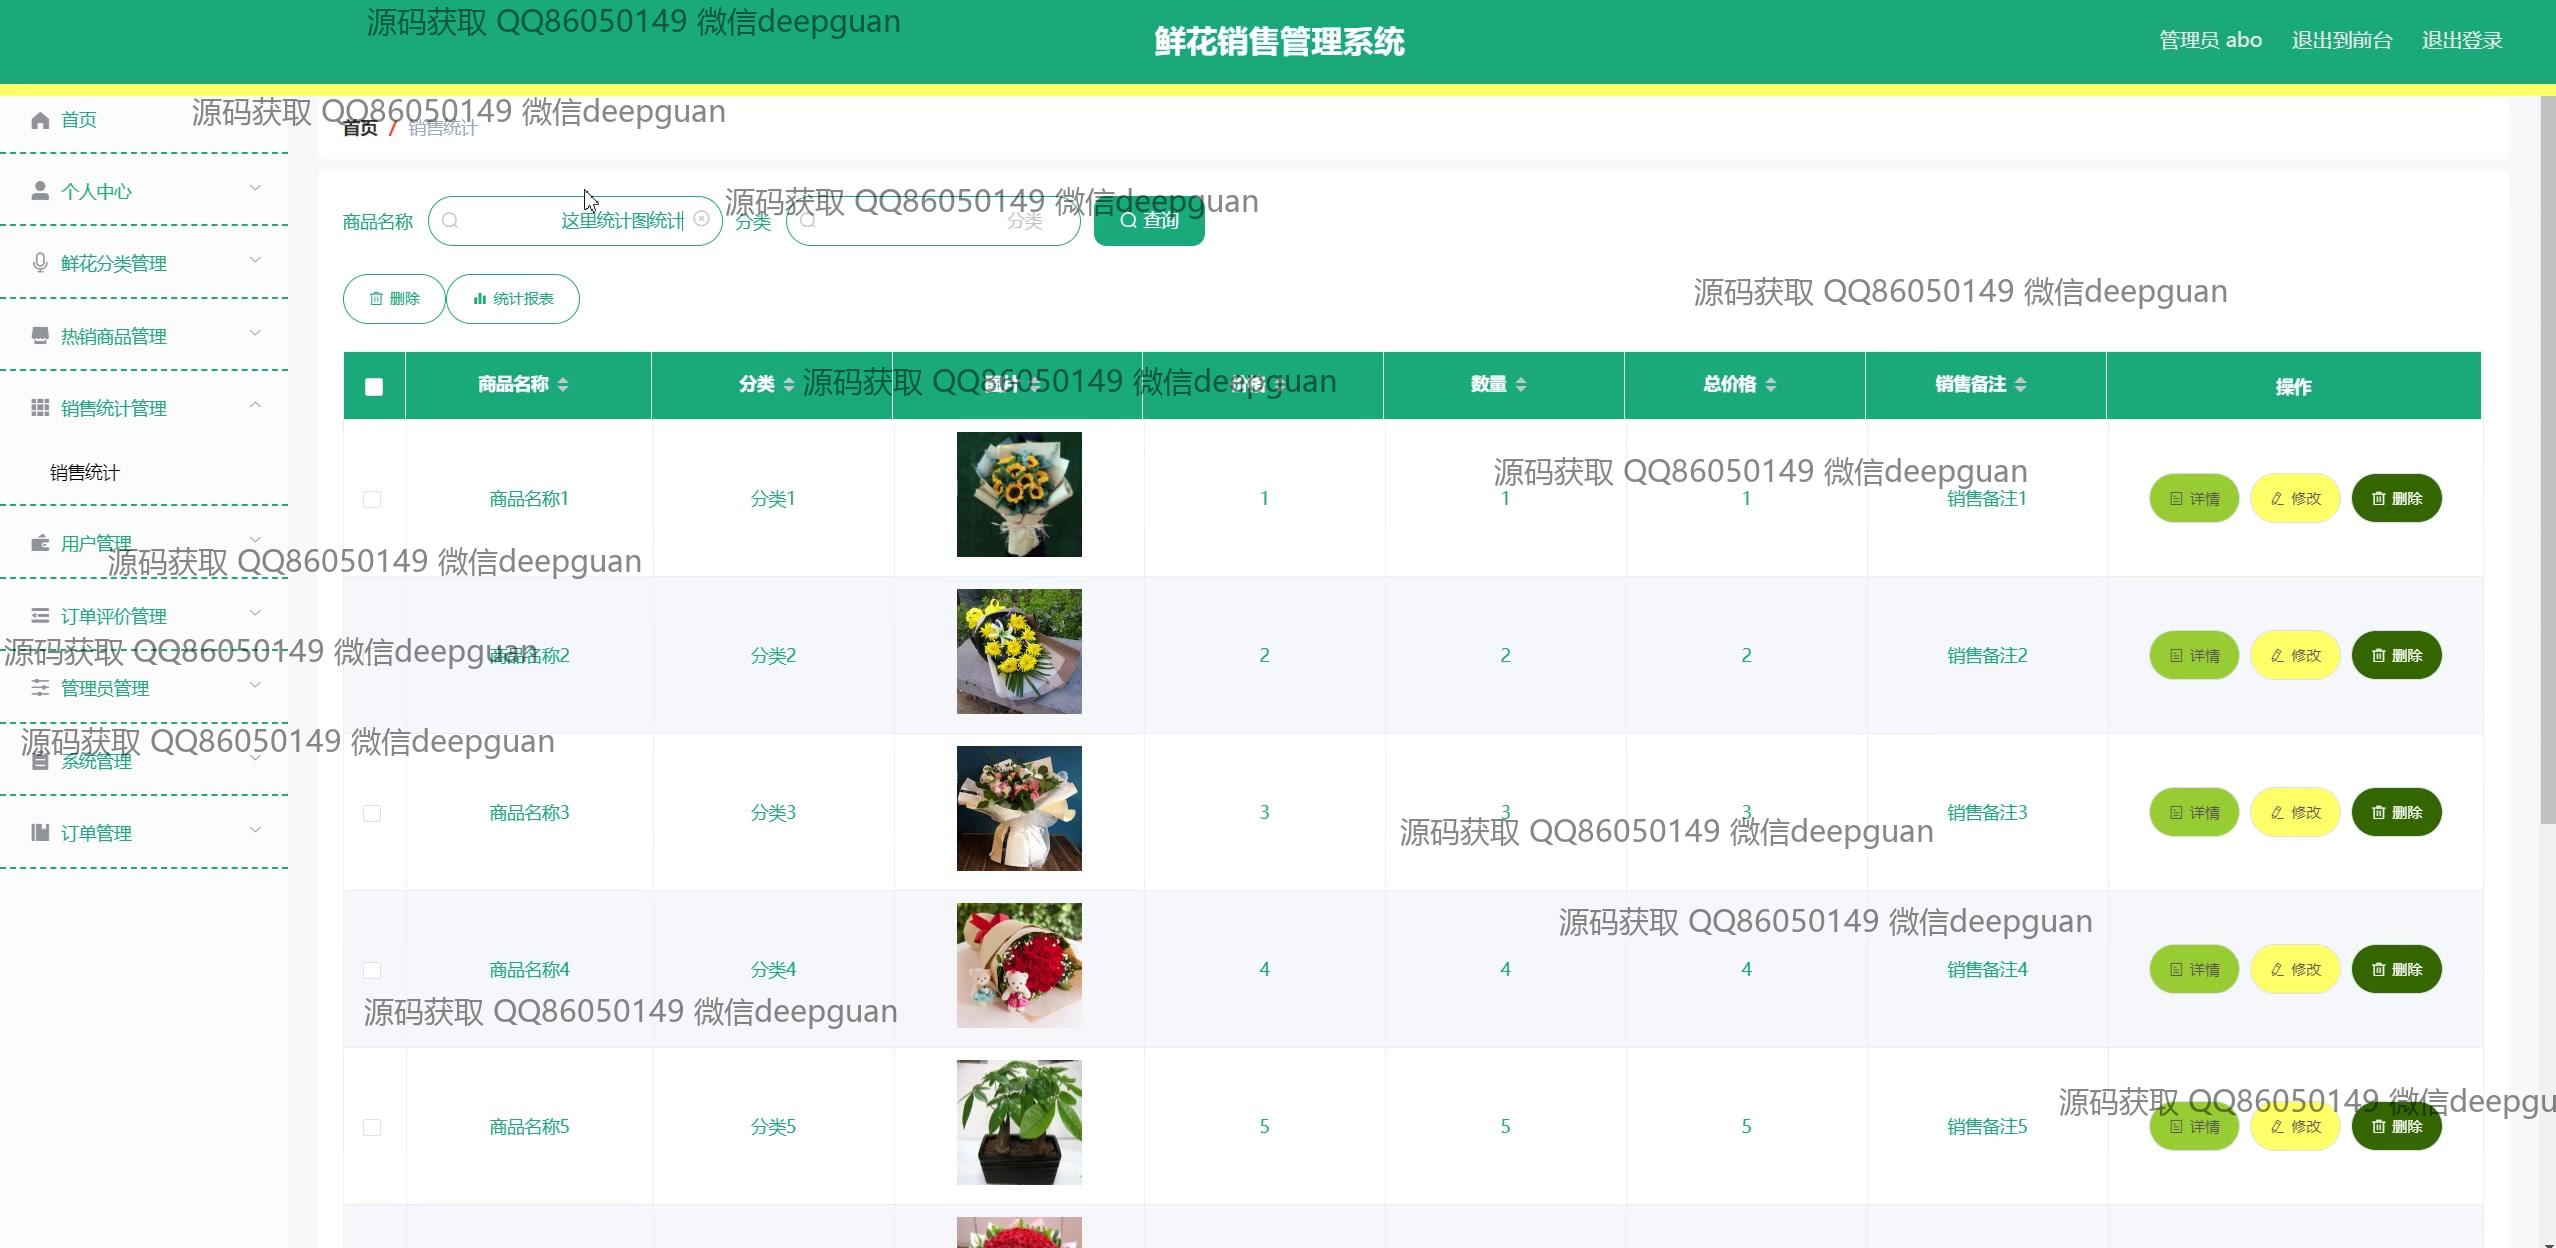 源码获取 QQ86050149 微信deepguan
鲜花销售管理系统
管理员 abo 退出到前台 退出登录
首页
源码获取 QQ86050149 微信deepguan
首页 / 销售统计
个人中心
源码获取 QQ86050149 微信deepguan
商品名称 这里统计图统计 分类 分类 查询
鲜花分类管理
删除 统计报表
源码获取 QQ86050149 微信deepguan
热销商品管理
商品名称 分类 图片 价格 数量 总价格 销售备注 操作
源码获取 QQ86050149 微信deepguan
销售统计管理
销售统计
源码获取 QQ86050149 微信deepguan
商品名称1 分类1 1 1 1 销售备注1 详情 修改 删除
用户管理
源码获取 QQ86050149 微信deepguan
订单评价管理
源码获取 QQ86050149 微信deepguan
商品名称2 分类2 2 2 2 销售备注2 详情 修改 删除
管理员管理
源码获取 QQ86050149 微信deepguan
系统管理
商品名称3 分类3 3 3 3 销售备注3 详情 修改 删除
订单管理
源码获取 QQ86050149 微信deepguan
源码获取 QQ86050149 微信deepguan
商品名称4 分类4 4 4 4 销售备注4 详情 修改 删除
源码获取 QQ86050149 微信deepguan
源码获取 QQ86050149 微信deepgu
商品名称5 分类5 5 5 5 销售备注5 详情 修改 删除